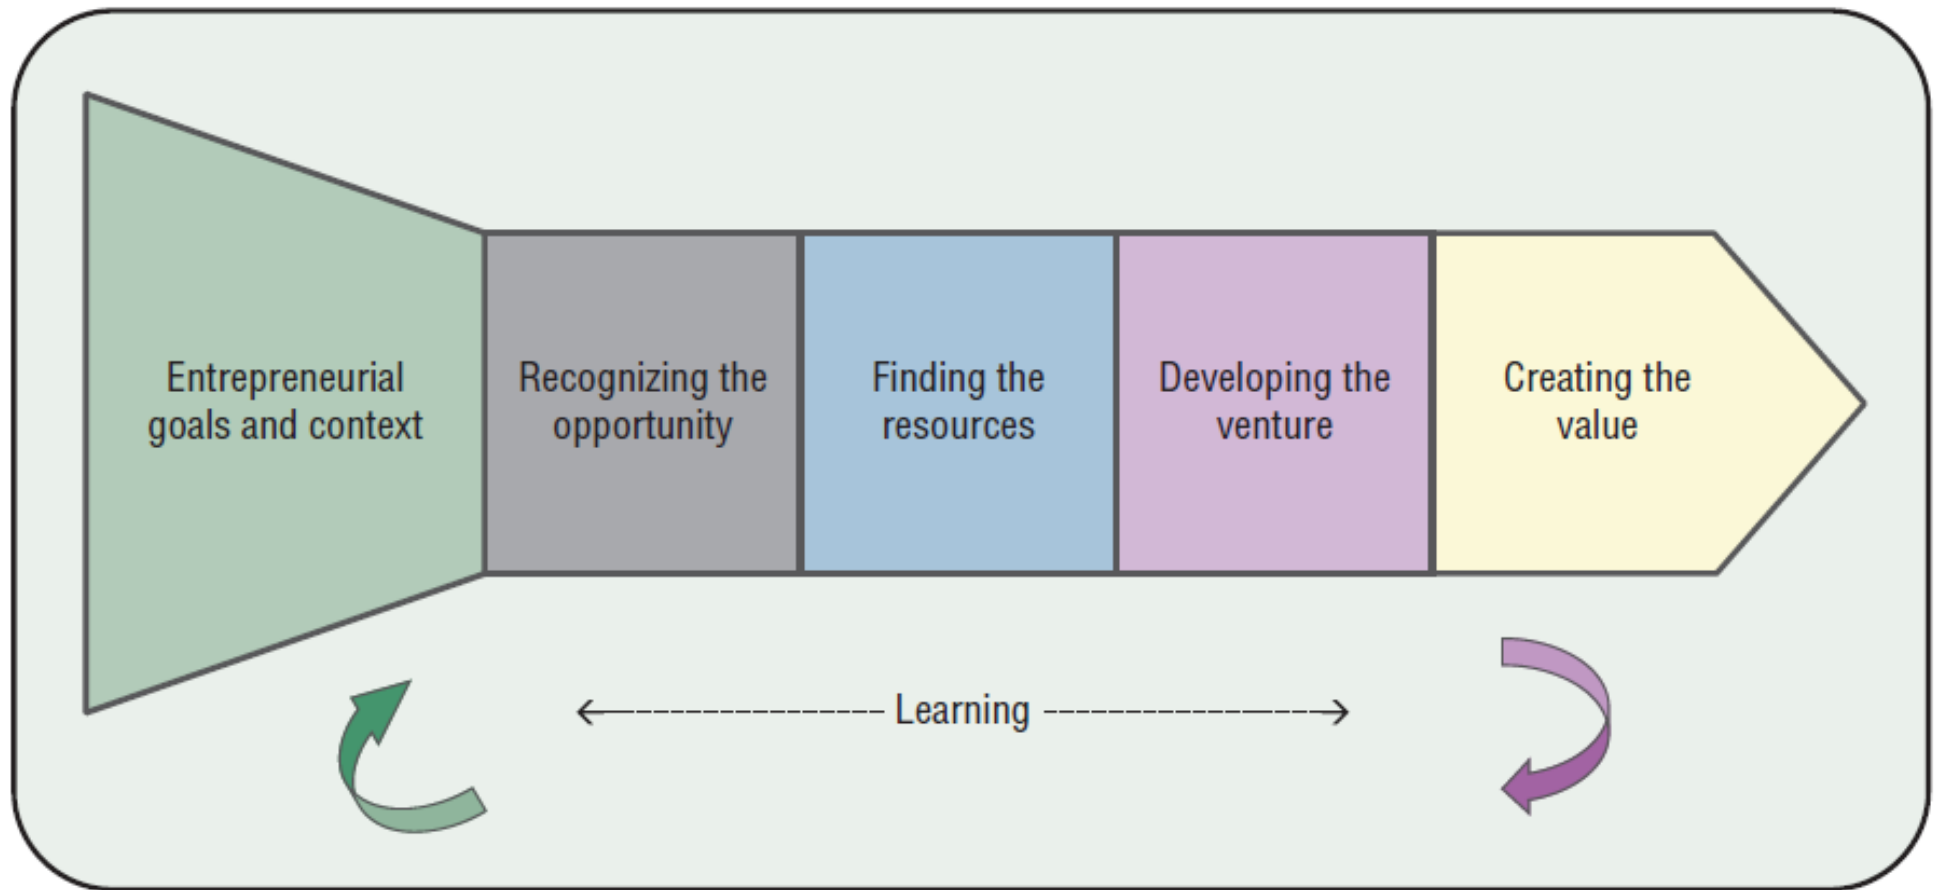 Entrepreneurial
goals and context
Recognizing the
opportunity
Finding the
resources
Developing the
venture
Creating the
value
Learning